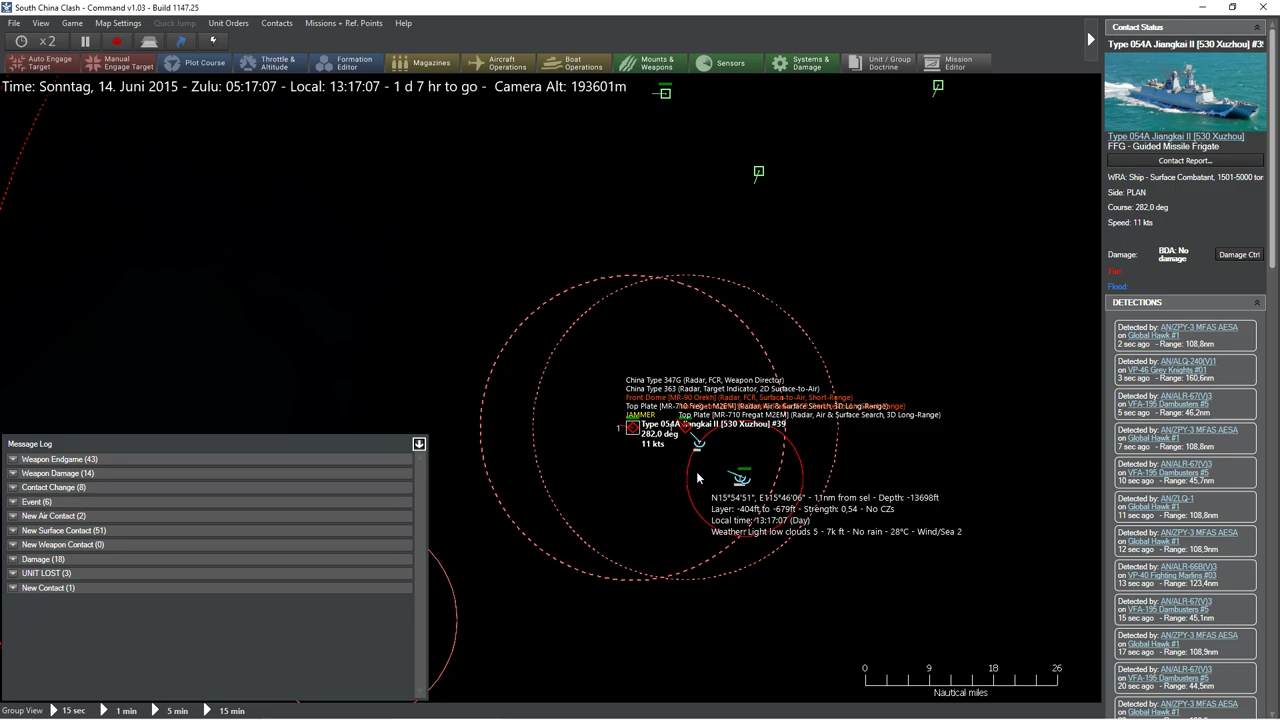 South China Clash - Command v1.03 - Build 1147.25
File View Game Map Settings Quick Jump Unit Orders Contacts Missions + Ref. Points Help
x 2
Auto Engage Target
Manual Engage Target
Plot Course
Throttle & Altitude
Formation Editor
Magazines
Aircraft Operations
Boat Operations
Mounts & Weapons
Sensors
Systems & Damage
Unit / Group Doctrine
Mission Editor
Time: Sonntag, 14. Juni 2015 - Zulu: 05:17:07 - Local: 13:17:07 - 1 d 7 hr to go - Camera Alt: 193601m
China Type 347G (Radar, FCR, Weapon Director)
China Type 363 (Radar, Target Indicator, 2D Surface-to-Air)
Front Dome [MR-90 Orekh] (Radar, FCR, Surface-to-Air, Short-Range)
Top Plate [MR-710 Fregat M2EM] (Radar, Air & Surface Search, 3D Long-Range)
JAMMER
Top Plate [MR-710 Fregat M2EM] (Radar, Air & Surface Search, 3D Long-Range)
1
Type 054A Jiangkai II [530 Xuzhou] #39
282,0 deg
11 kts
N15°54'51", E115°46'06" - 11nm from sel - Depth: -13698ft
Layer: -404ft to -679ft - Strength: 0,54 - No CZs
Local time: 13:17:07 (Day)
Weather: Light low clouds 5 - 7k ft - No rain - 28°C - Wind/Sea 2
Message Log
Weapon Endgame (43)
Weapon Damage (14)
Contact Change (8)
Event (6)
New Air Contact (2)
New Surface Contact (51)
New Weapon Contact (0)
Damage (18)
UNIT LOST (3)
New Contact (1)
0 9 18 26
Nautical miles
Group View 15 sec 1 min 5 min 15 min
Contact Status
Type 054A Jiangkai II [530 Xuzhou] #3
Type 054A Jiangkai II [530 Xuzhou]
FFG - Guided Missile Frigate
Contact Report...
WRA: Ship - Surface Combatant, 1501-5000 ton
Side: PLAN
Course: 282,0 deg
Speed: 11 kts
Damage: BDA: No damage Damage Ctrl
Fire:
Flood:
DETECTIONS
Detected by: AN/ZPY-3 MFAS AESA
on Global Hawk #1
2 sec ago - Range: 108,8nm
Detected by: AN/ALQ-240(V)1
on VP-46 Grey Knights #01
3 sec ago - Range: 160,6nm
Detected by: AN/ALR-67(V)3
on VFA-195 Dambusters #5
5 sec ago - Range: 46,2nm
Detected by: AN/ZPY-3 MFAS AESA
on Global Hawk #1
7 sec ago - Range: 108,8nm
Detected by: AN/ALR-67(V)3
on VFA-195 Dambusters #5
10 sec ago - Range: 45,7nm
Detected by: AN/ZLQ-1
on Global Hawk #1
11 sec ago - Range: 108,9nm
Detected by: AN/ZPY-3 MFAS AESA
on Global Hawk #1
12 sec ago - Range: 108,9nm
Detected by: AN/ALR-66B(V)3
on VP-40 Fighting Marlins #03
13 sec ago - Range: 123,4nm
Detected by: AN/ALR-67(V)3
on VFA-195 Dambusters #5
15 sec ago - Range: 45,1nm
Detected by: AN/ZPY-3 MFAS AESA
on Global Hawk #1
17 sec ago - Range: 108,9nm
Detected by: AN/ALR-67(V)3
on VFA-195 Dambusters #5
20 sec ago - Range: 44,5nm
Detected by: AN/ZPY-3 MFAS AESA
on Global Hawk #1